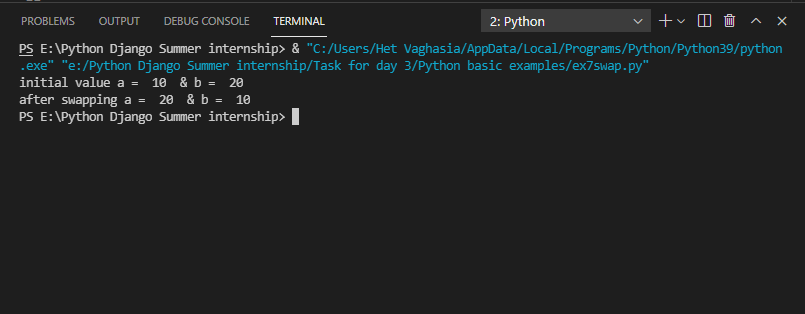 PROBLEMS OUTPUT DEBUG CONSOLE TERMINAL 2: Python
PS E:\Python Django Summer internship> & "C:/Users/Het Vaghasia/AppData/Local/Programs/Python/Python39/python
.exe" "e:/Python Django Summer internship/Task for day 3/Python basic examples/ex7swap.py"
initial value a =  10  & b =  20
after swapping a =  20  & b =  10
PS E:\Python Django Summer internship>